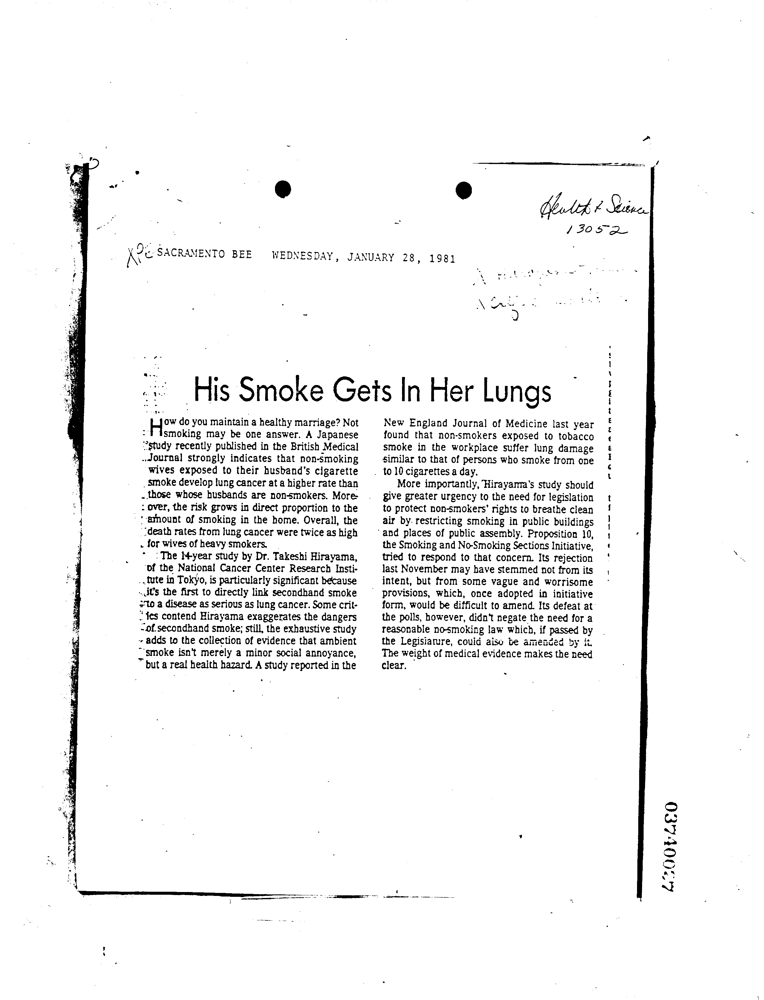 Health & Science
13052
SACRAMENTO BEE WEDNESDAY, JANUARY 28, 1981
His Smoke Gets In Her Lungs
How do you maintain a healthy marriage? Not
smoking may be one answer. A Japanese
study recently published in the British Medical
Journal strongly indicates that non-smoking
wives exposed to their husband's cigarette
smoke develop lung cancer at a higher rate than
those whose husbands are non-smokers. More-
over, the risk grows in direct proportion to the
amount of smoking in the home. Overall, the
death rates from lung cancer were twice as high
for wives of heavy smokers.
The 14-year study by Dr. Takeshi Hirayama,
of the National Cancer Center Research Insti-
tute in Tokyo, is particularly significant because
it's the first to directly link secondhand smoke
to a disease as serious as lung cancer. Some crit-
ics contend Hirayama exaggerates the dangers
of secondhand smoke; still, the exhaustive study
adds to the collection of evidence that ambient
smoke isn't merely a minor social annoyance,
but a real health hazard. A study reported in the
New England Journal of Medicine last year
found that non-smokers exposed to tobacco
smoke in the workplace suffer lung damage
similar to that of persons who smoke from one
to 10 cigarettes a day.
More importantly, Hirayama's study should
give greater urgency to the need for legislation
to protect non-smokers' rights to breathe clean
air by restricting smoking in public buildings
and places of public assembly. Proposition 10,
the Smoking and No-Smoking Sections Initiative,
tried to respond to that concern. Its rejection
last November may have stemmed not from its
intent, but from some vague and worrisome
provisions, which, once adopted in initiative
form, would be difficult to amend. Its defeat at
the polls, however, didn't negate the need for a
reasonable no-smoking law which, if passed by
the Legislature, could also be amended by it.
The weight of medical evidence makes the need
clear.